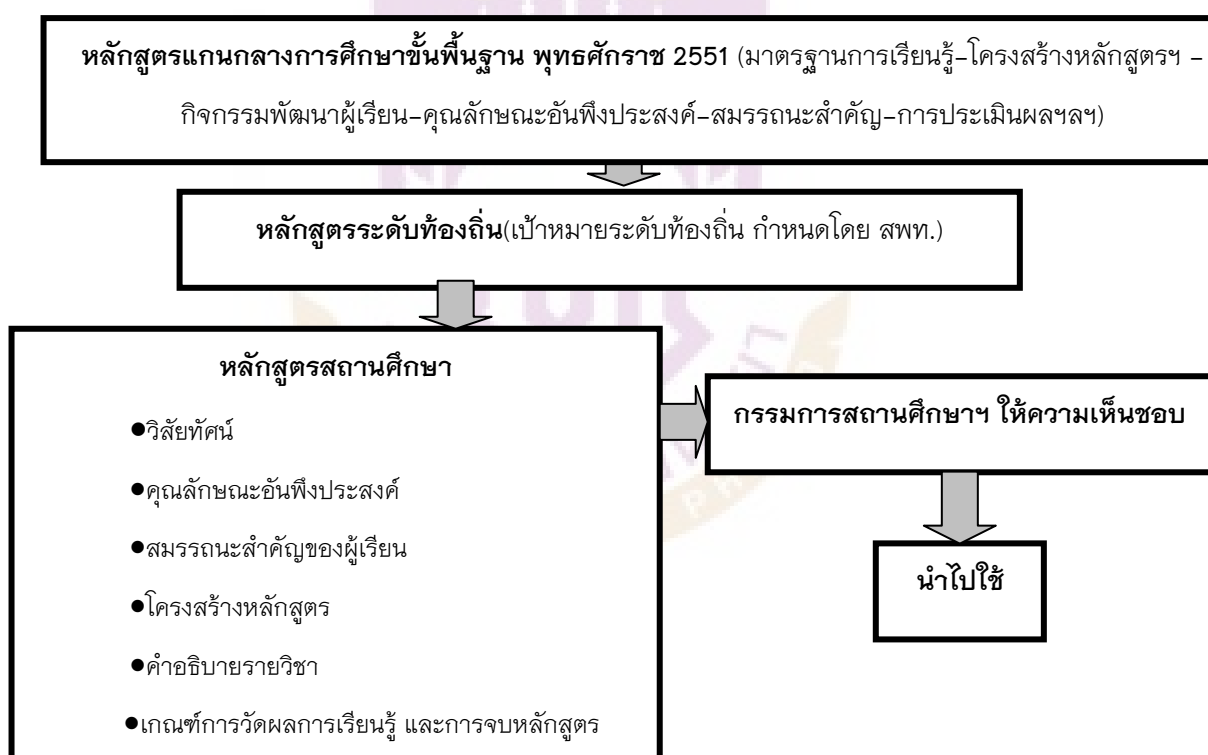 หลักสูตรแกนกลางการศึกษาขั้นพื้นฐาน พุทธศักราช 2551 (มาตรฐานการเรียนรู้–โครงสร้างหลักสูตรฯ –
กิจกรรมพัฒนาผู้เรียน–คุณลักษณะอันพึงประสงค์–สมรรถนะสำคัญ–การประเมินผลฯลฯ)
หลักสูตรระดับท้องถิ่น(เป้าหมายระดับท้องถิ่น กำหนดโดย สพท.)
หลักสูตรสถานศึกษา
●วิสัยทัศน์
●คุณลักษณะอันพึงประสงค์
●สมรรถนะสำคัญของผู้เรียน
●โครงสร้างหลักสูตร
●คำอธิบายรายวิชา
●เกณฑ์การวัดผลการเรียนรู้ และการจบหลักสูตร
กรรมการสถานศึกษาฯ ให้ความเห็นชอบ
นำไปใช้